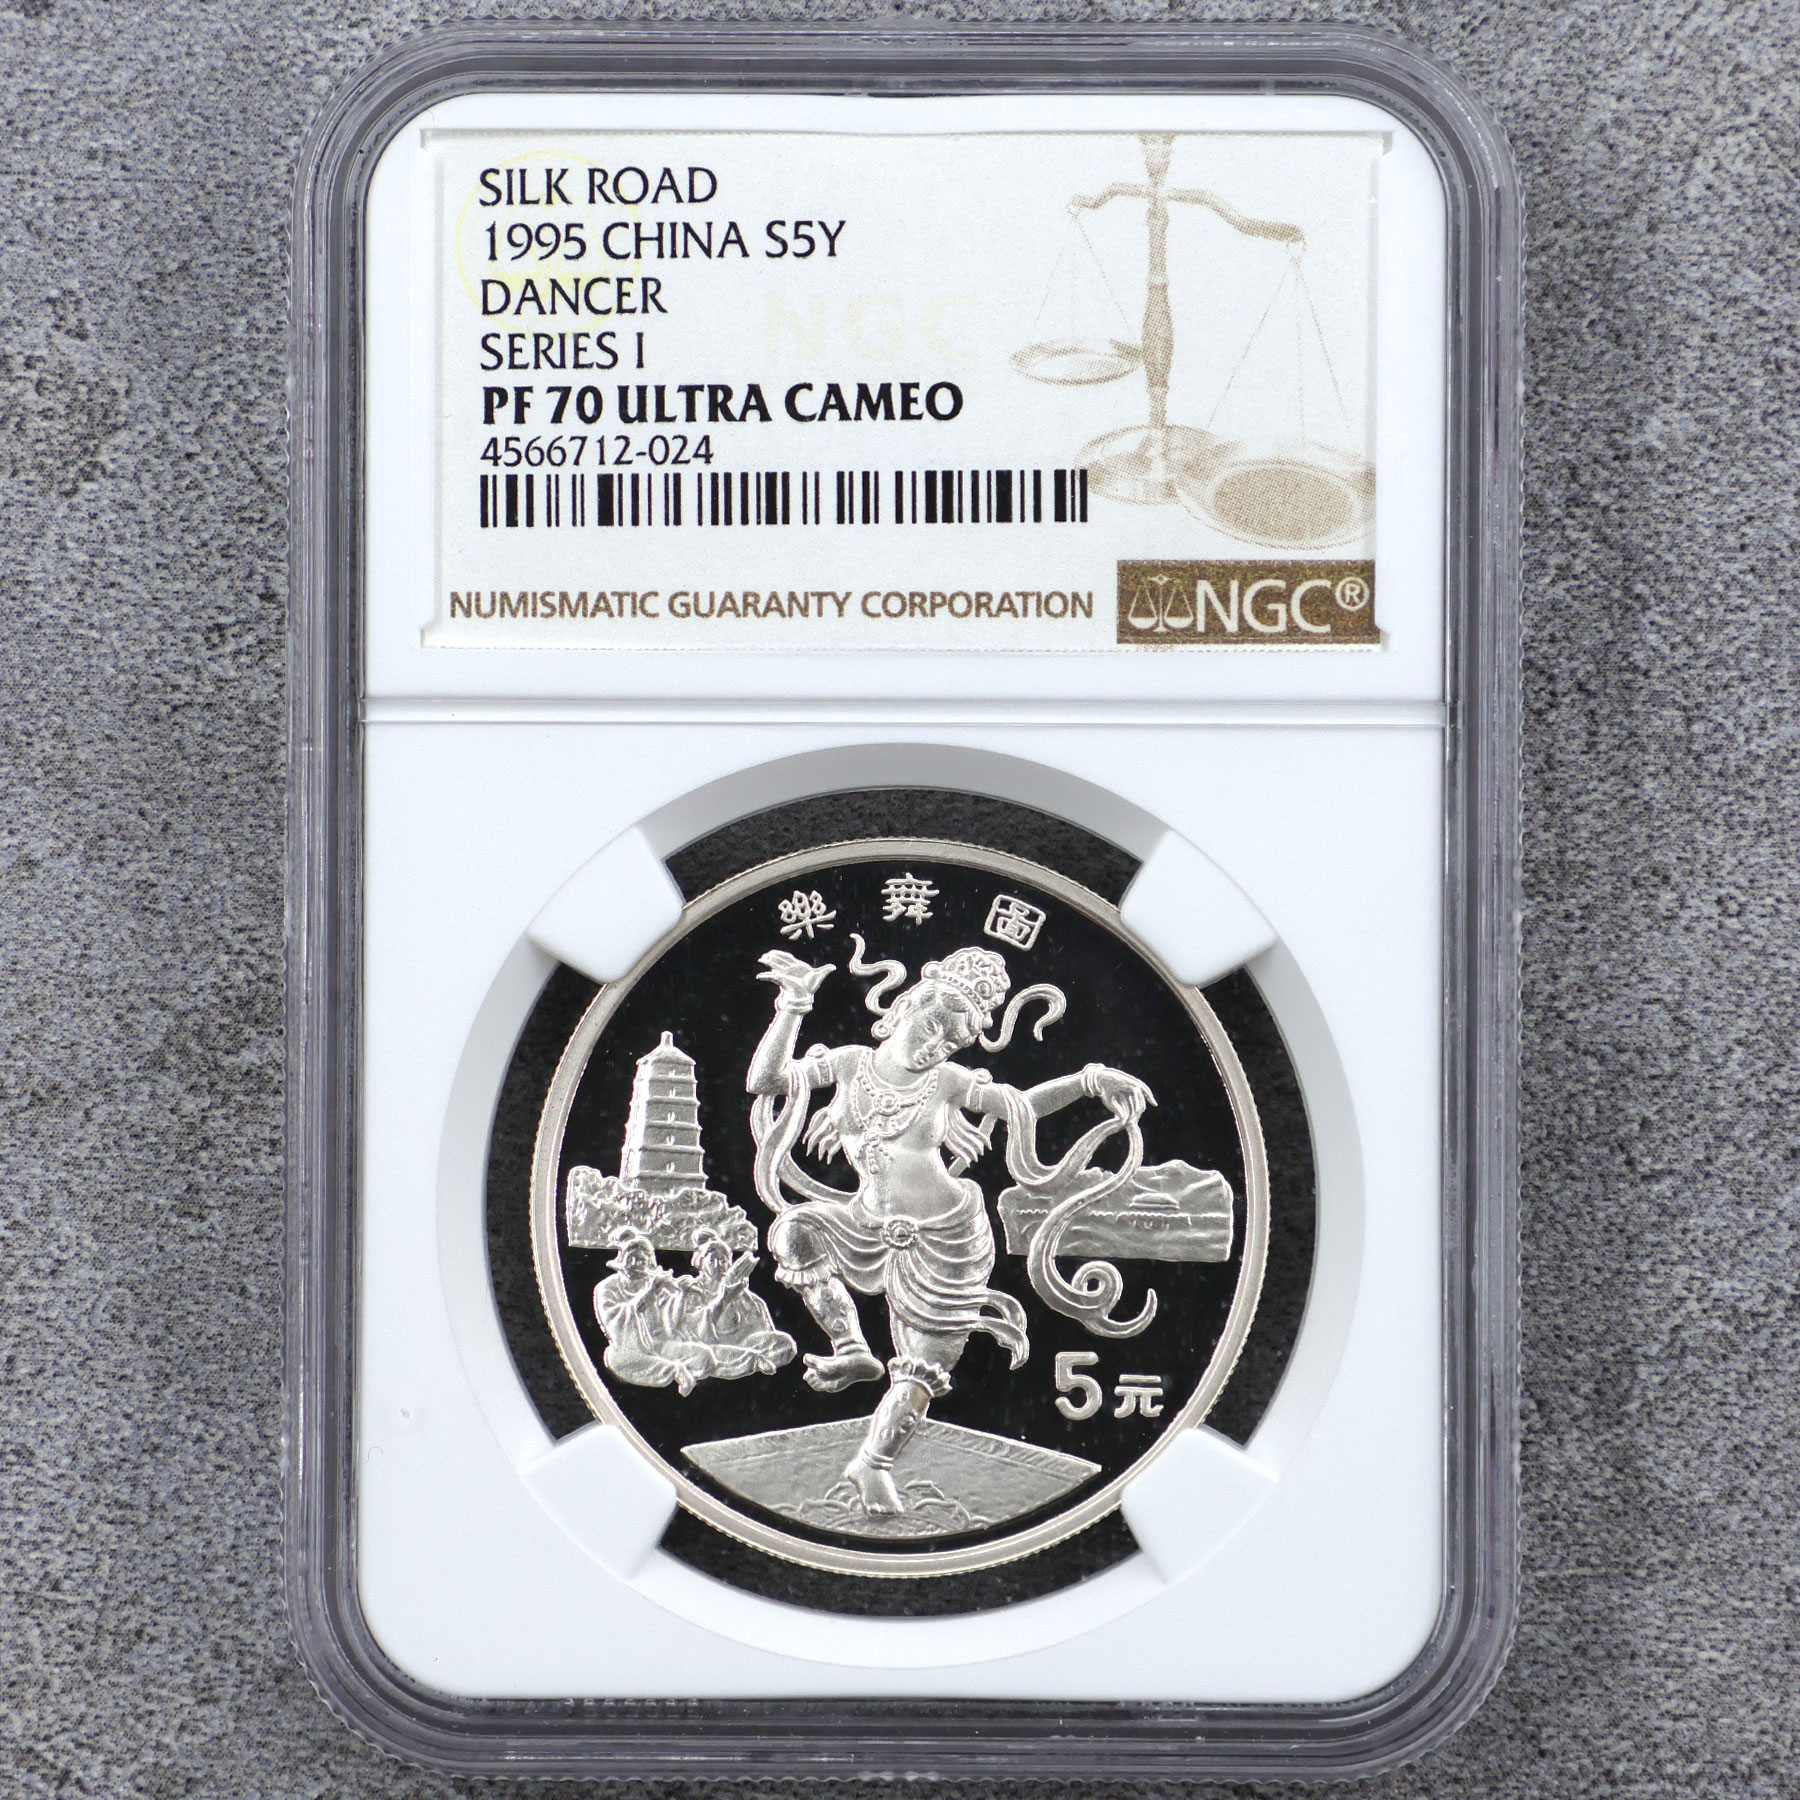 SILK ROAD
1995 CHINA S5Y
DANCER
SERIES I
PF 70 ULTRA CAMEO
4566712-024
NGC
NUMISMATIC GUARANTY CORPORATION
NGC®
樂舞圖
5元